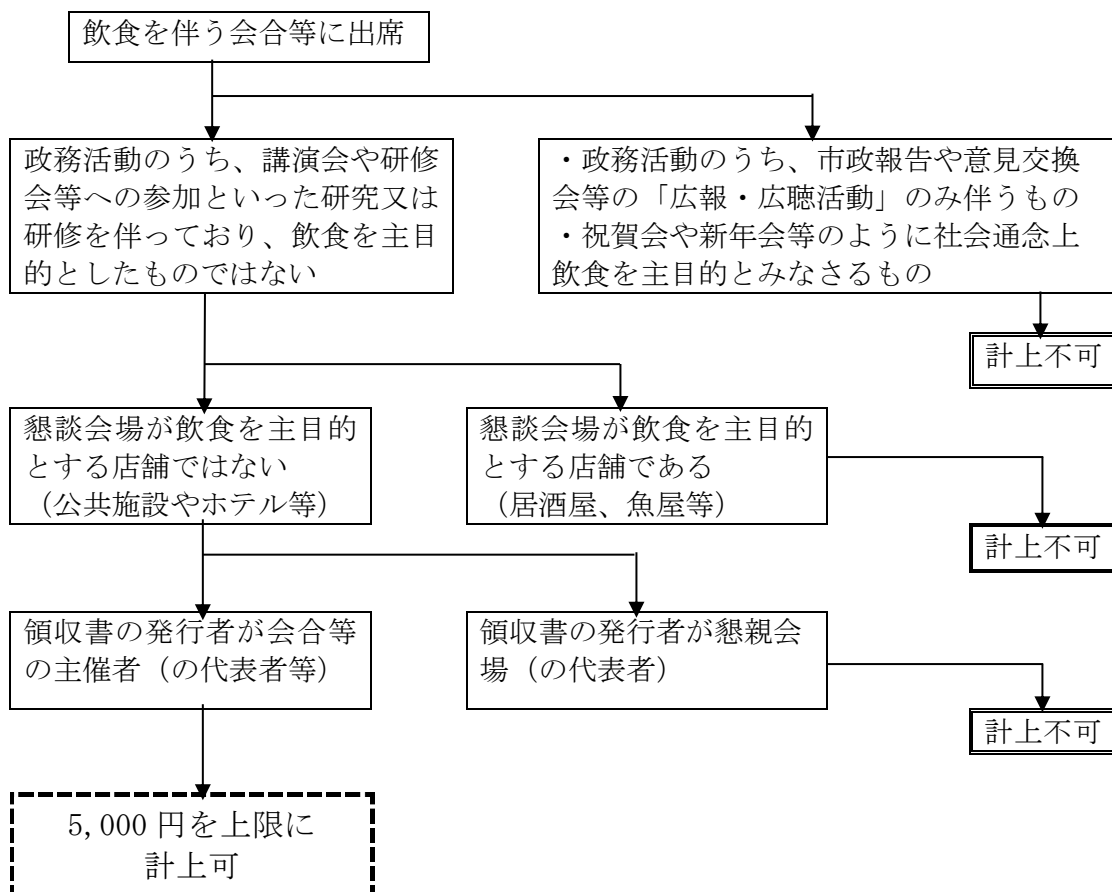 飲食を伴う会合等に出席
政務活動のうち、講演会や研修
会等への参加といった研究又は
研修を伴っており、飲食を主目
的としたものではない
・政務活動のうち、市政報告や意見交換
会等の「広報・広聴活動」のみ伴うもの
・祝賀会や新年会等のように社会通念上
飲食を主目的とみなさるもの
計上不可
懇談会場が飲食を主目的
とする店舗ではない
（公共施設やホテル等）
懇談会場が飲食を主目的
とする店舗である
（居酒屋、魚屋等）
計上不可
領収書の発行者が会合等
の主催者（の代表者等）
領収書の発行者が懇親会
場（の代表者）
計上不可
5,000 円を上限に
計上可